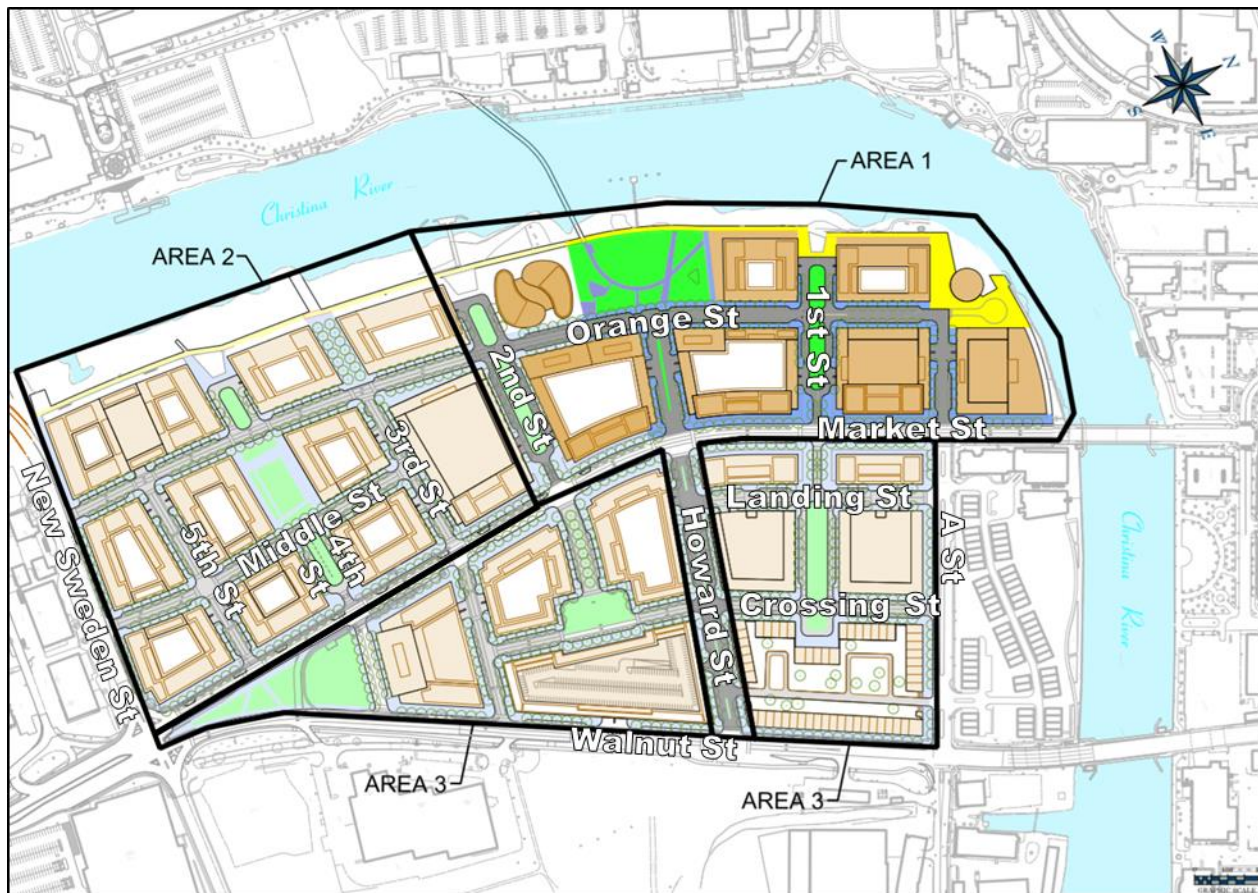 W
N
S
E
AREA 1
Christina River
AREA 2
Orange St
1st St
2nd St
Market St
3rd St
Landing St
New Sweden St
Middle St
Howard St
A St
Christina River
5th St
4th St
Crossing St
Walnut St
AREA 3
AREA 3
GRAPHIC SCALE